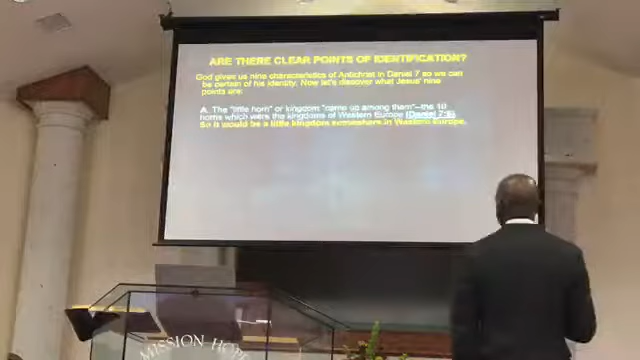 ARE THERE CLEAR POINTS OF IDENTIFICATION?
God gives us nine characteristics of Antichrist in Daniel 7 so we can
be certain of his identity. Now let's discover what Jesus' nine
points are:
A. The "little horn" or kingdom "came up among them"–the 10
horns which were the kingdoms of Western Europe (Daniel 7:8).
So it would be a little kingdom somewhere in Western Europe.
MISSION HOPE